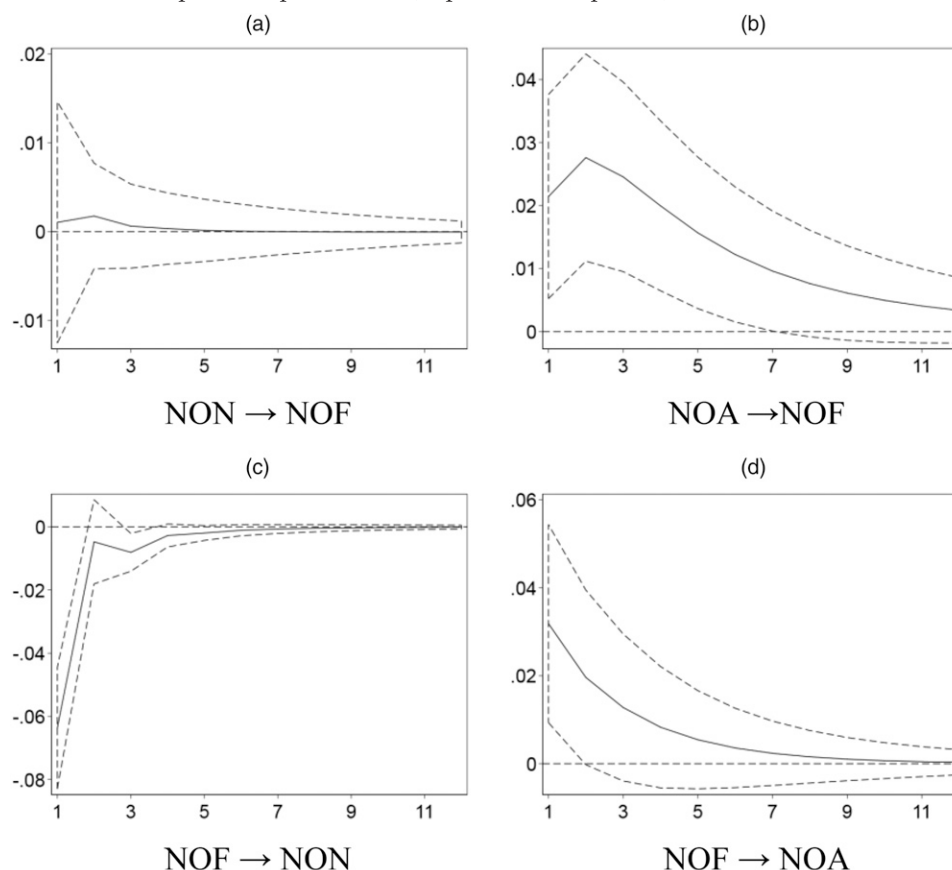 (a)
(b)
.02
.01
0
-.01
1 3 5 7 9 11
NON → NOF
.04
.03
.02
.01
0
1 3 5 7 9 11
NOA →NOF
(c)
(d)
0
-.02
-.04
-.06
-.08
1 3 5 7 9 11
NOF → NON
.06
.04
.02
0
1 3 5 7 9 11
NOF → NOA